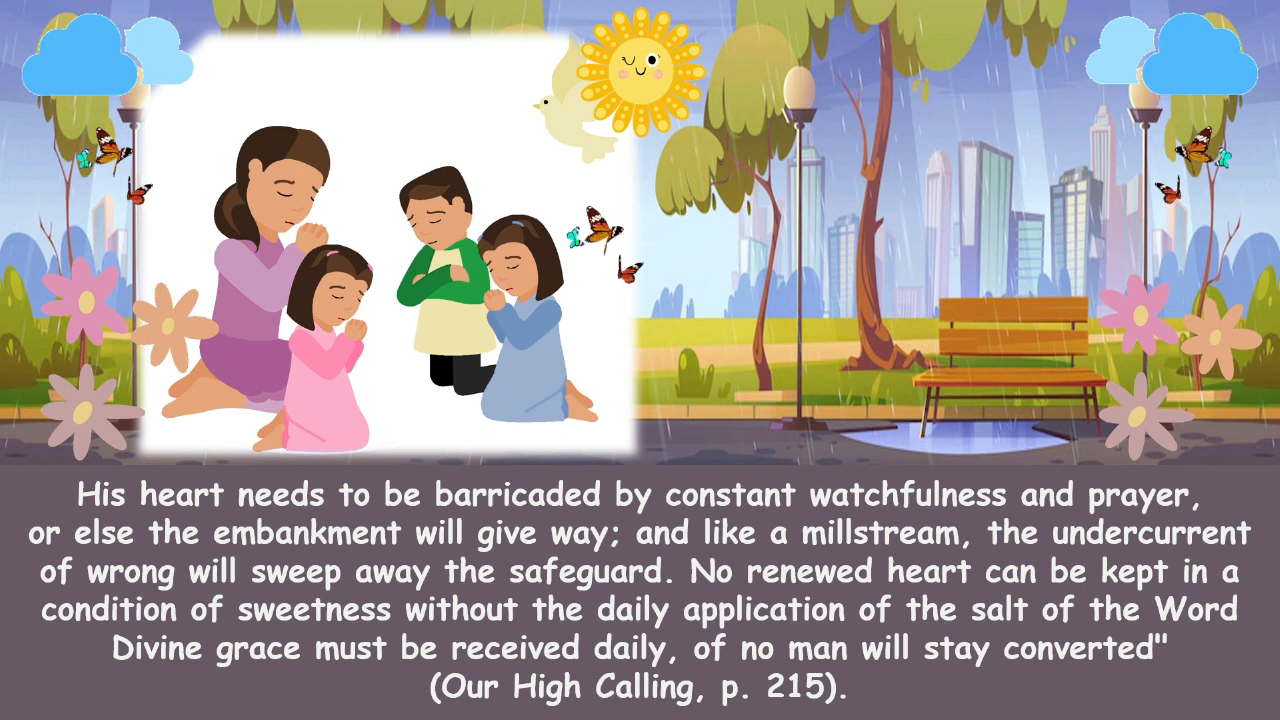 His heart needs to be barricaded by constant watchfulness and prayer,
or else the embankment will give way; and like a millstream, the undercurrent
of wrong will sweep away the safeguard. No renewed heart can be kept in a
condition of sweetness without the daily application of the salt of the Word
Divine grace must be received daily, of no man will stay converted"
(Our High Calling, p. 215).